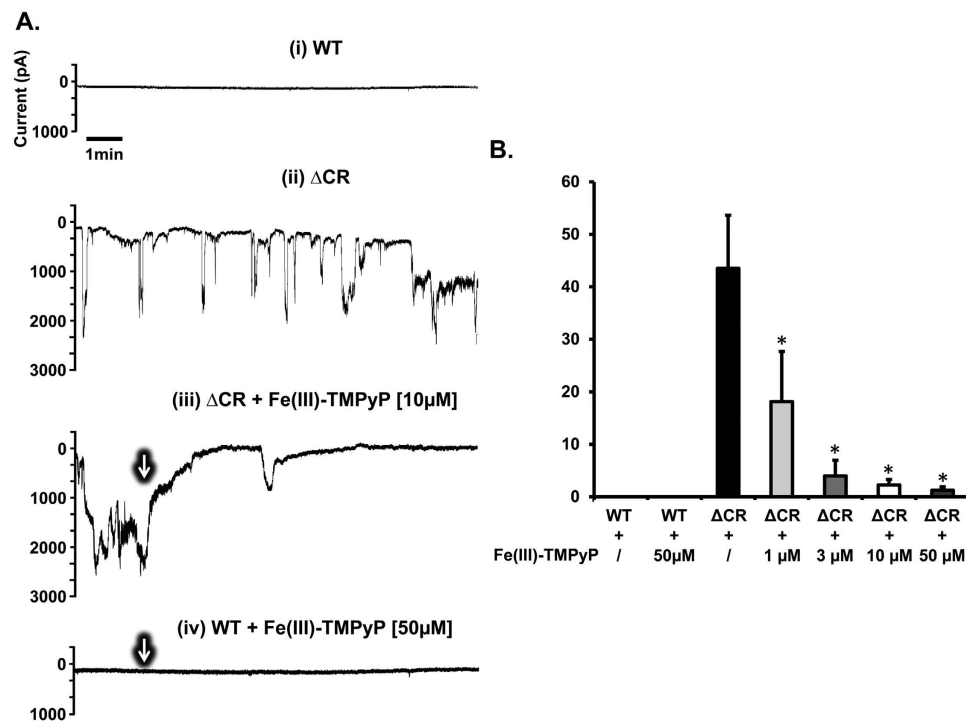 A.
(i) WT
Current (pA)
0
1000
1min
(ii) ΔCR
0
1000
2000
3000
(iii) ΔCR + Fe(III)-TMPyP [10μM]
0
1000
2000
3000
(iv) WT + Fe(III)-TMPyP [50μM]
0
1000
B.
60
50
40
30
20
10
0
* * * *
WT WT ΔCR ΔCR ΔCR ΔCR ΔCR
+ + + + + + +
Fe(III)-TMPyP / 50μM / 1 μM 3 μM 10 μM 50 μM